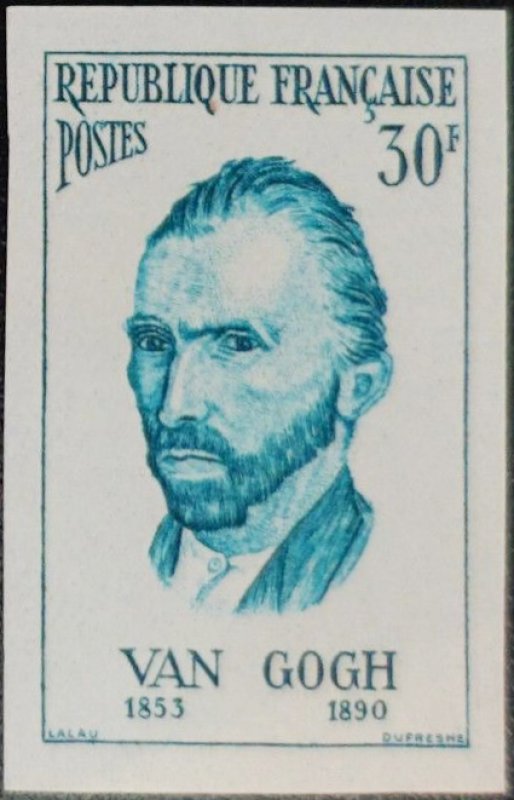 REPUBLIQUE FRANÇAISE
POSTES 30F
VAN GOGH
1853 1890
LALAU DUFRESNE